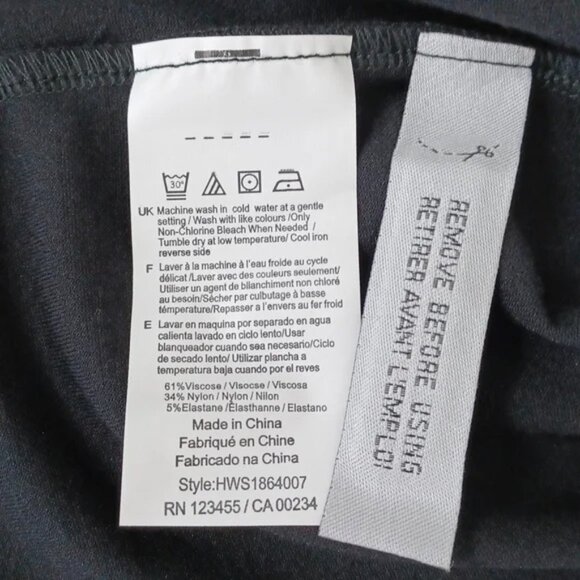 30°
UK Machine wash in cold water at a gentle
setting / Wash with like colours /Only
Non-Chlorine Bleach When Needed /
Tumble dry at low temperature/ Cool iron
reverse side
F Laver à la machine à l'eau froide au cycle
délicat /Laver avec des couleurs seulement/
Utiliser un agent de bilanchiment non chloré
au besoin/Sécher par culbutage à basse
température/Repasser a l'envers au fer froid
E Lavar en maquina por separado en agua
calienta lavado en ciclo lento/Usar
blanqueador cuando sea necesario/Ciclo
de secado lento/ Utilizar plancha a
temperatura baja cuando por el reves
61%Viscose / Visocse / Viscosa
34% Nylon / Nylon / Nilon
5%Elastane /Élasthanne / Elastano
Made in China
Fabriqué en Chine
Fabricado na China
Style:HWS1864007
RN 123455 / CA 00234
REMOVE BEFORE USING
RETIRER AVANT L'EMPLOI